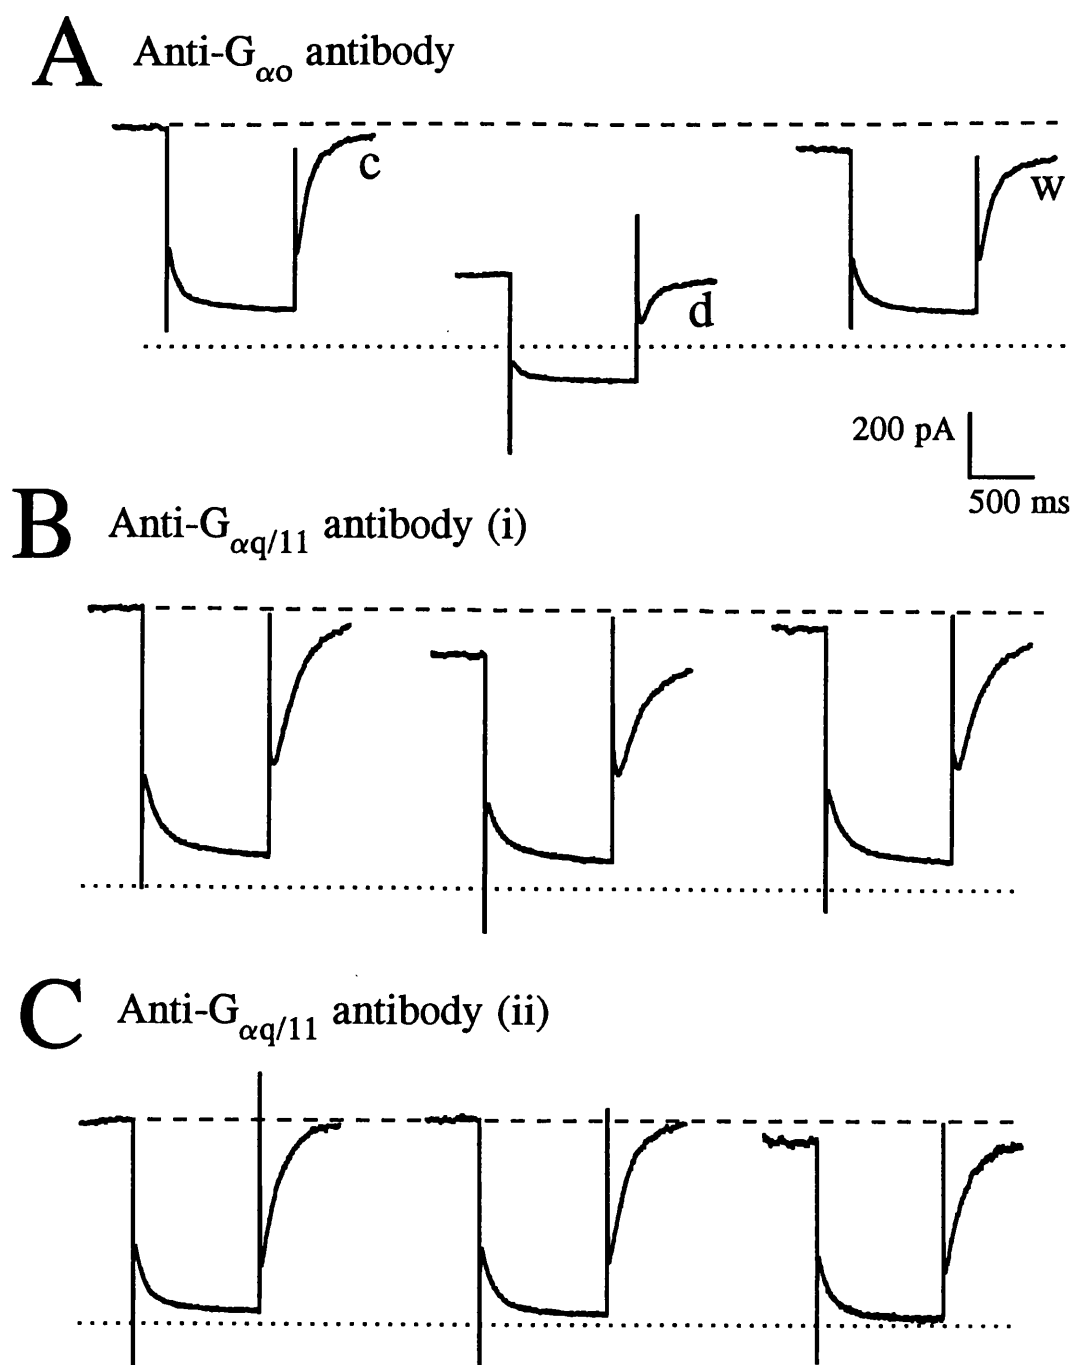 A Anti-Gαo antibody
c
w
d
200 pA
500 ms
B Anti-Gαq/11 antibody (i)
C Anti-Gαq/11 antibody (ii)